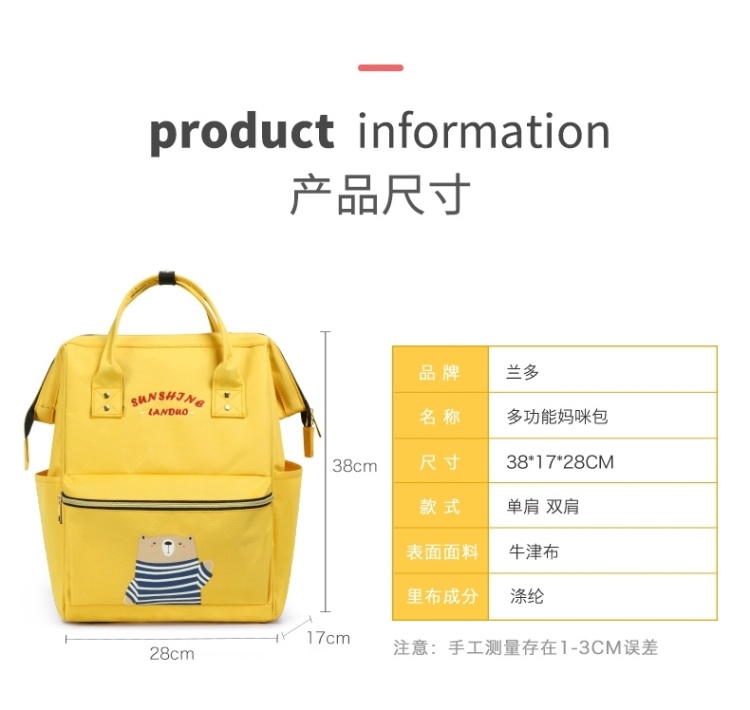 product information
产品尺寸
SUNSHINE
LANDUO
38cm
28cm
17cm
品牌 兰多
名称 多功能妈咪包
尺寸 38*17*28CM
款式 单肩 双肩
表面面料 牛津布
里布成分 涤纶
注意：手工测量存在1-3CM误差